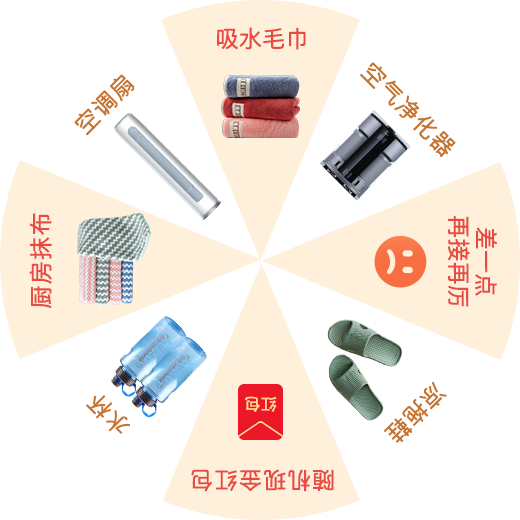 吸水毛巾
空气净化器
差一点
再接再厉
凉拖鞋
随机现金红包
红包
水杯
厨房抹布
空调扇